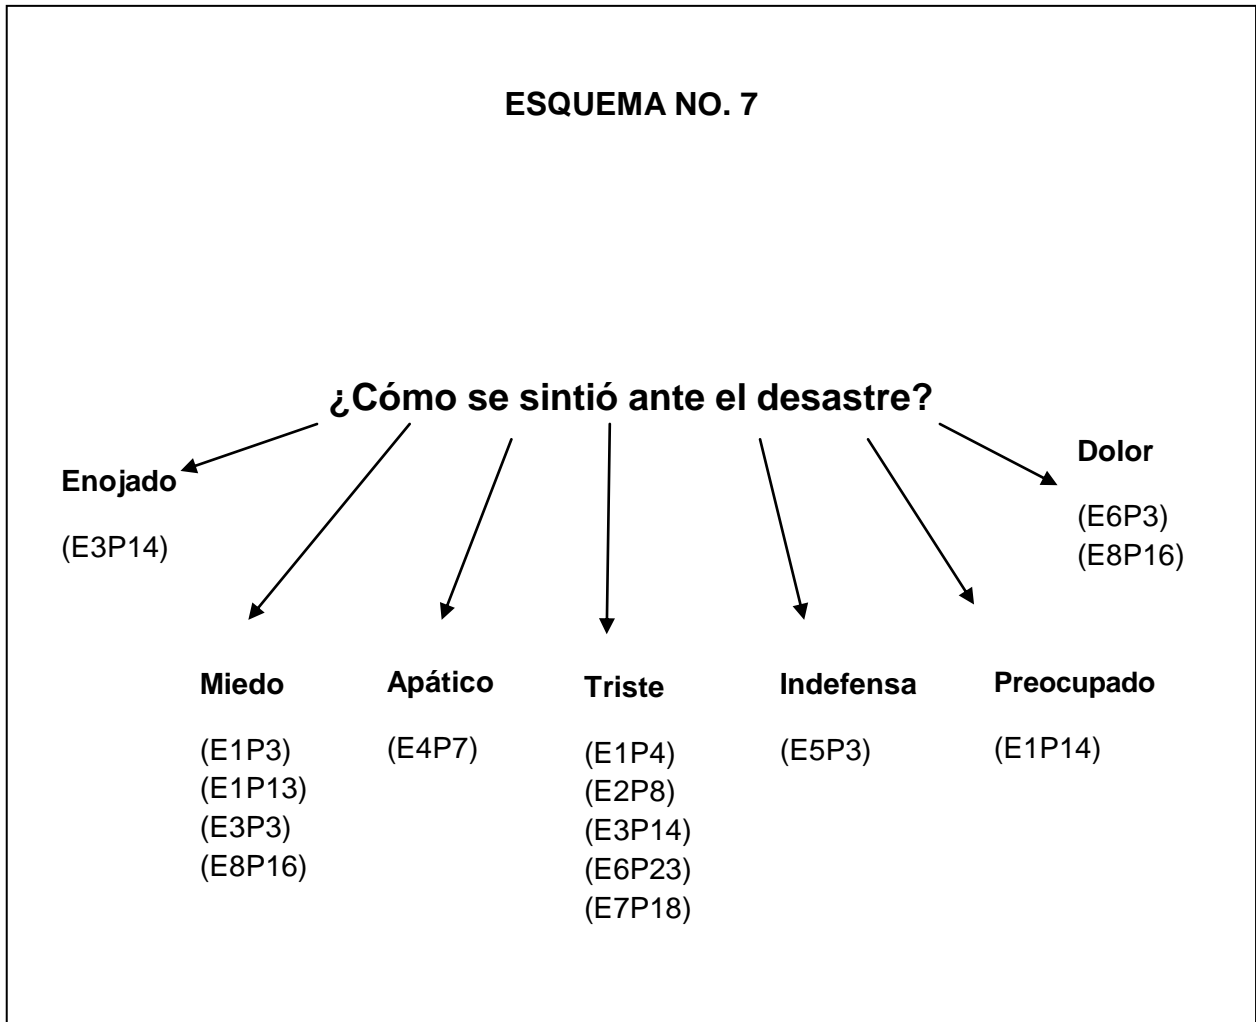 ESQUEMA NO. 7
¿Cómo se sintió ante el desastre?
Enojado
(E3P14)
Miedo
(E1P3)
(E1P13)
(E3P3)
(E8P16)
Apático
(E4P7)
Triste
(E1P4)
(E2P8)
(E3P14)
(E6P23)
(E7P18)
Indefensa
(E5P3)
Preocupado
(E1P14)
Dolor
(E6P3)
(E8P16)